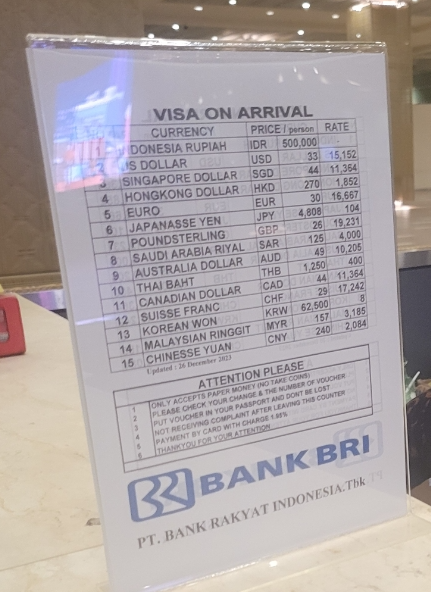 VISA ON ARRIVAL
CURRENCY PRICE / person RATE
INDONESIA RUPIAH IDR 500,000 -
2 US DOLLAR USD 33 15,152
3 SINGAPORE DOLLAR SGD 44 11,364
4 HONGKONG DOLLAR HKD 270 1,852
5 EURO EUR 30 16,667
6 JAPANASSE YEN JPY 4,808 104
7 POUNDSTERLING GBP 26 19,231
8 SAUDI ARABIA RIYAL SAR 125 4,000
9 AUSTRALIA DOLLAR AUD 49 10,205
10 THAI BAHT THB 1,250 400
11 CANADIAN DOLLAR CAD 44 11,364
12 SUISSE FRANC CHF 29 17,242
13 KOREAN WON KRW 62,500 8
14 MALAYSIAN RINGGIT MYR 157 3,185
15 CHINESSE YUAN CNY 240 2,084
Updated : 26 December 2023
ATTENTION PLEASE
1 ONLY ACCEPTS PAPER MONEY (NO TAKE COINS)
2 PLEASE CHECK YOUR CHANGE & THE NUMBER OF VOUCHER
3 PUT VOUCHER IN YOUR PASSPORT AND DONT BE LOST
4 NOT RECEIVING COMPLAINT AFTER LEAVING THIS COUNTER
5 PAYMENT BY CARD WITH CHARGE
6 THANKYOU FOR YOUR ATTENTION
BANK BRI
PT. BANK RAKYAT INDONESIA.Tbk